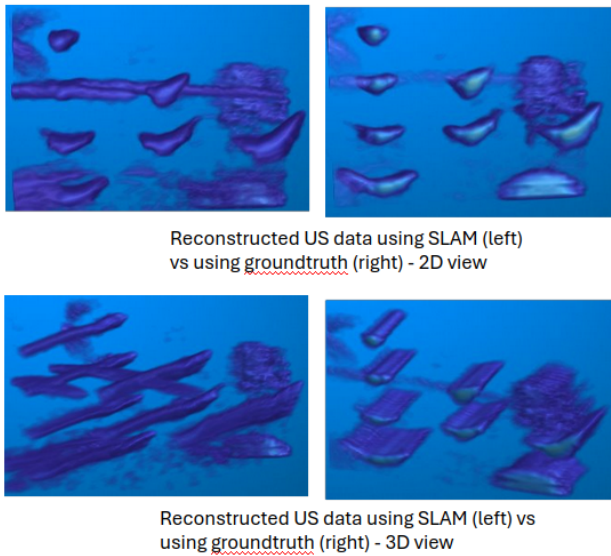 Reconstructed US data using SLAM (left)
vs using groundtruth (right) - 2D view
Reconstructed US data using SLAM (left) vs
using groundtruth (right) - 3D view